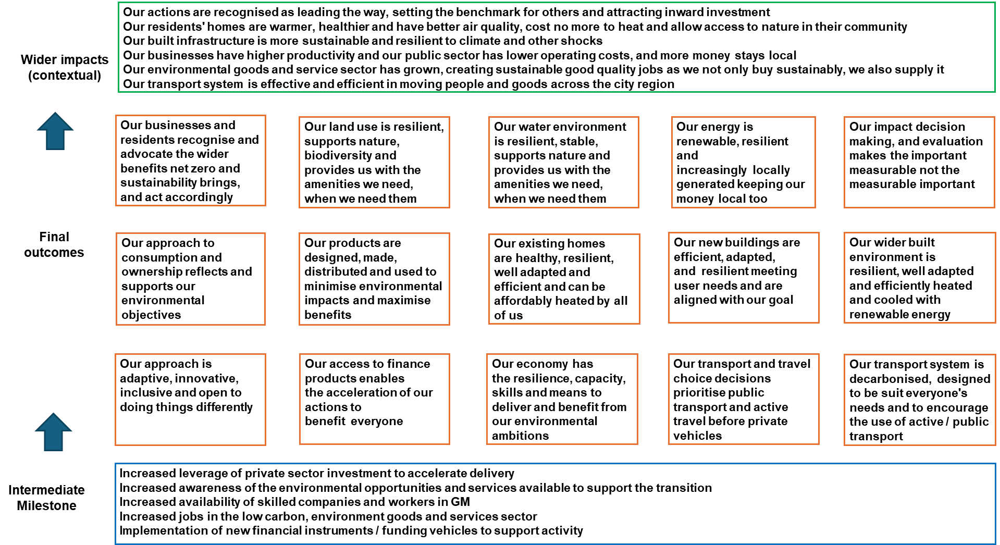 Our actions are recognised as leading the way, setting the benchmark for others and attracting inward investment
Our residents' homes are warmer, healthier and have better air quality, cost no more to heat and allow access to nature in their community
Our built infrastructure is more sustainable and resilient to climate and other shocks
Our businesses have higher productivity and our public sector has lower operating costs, and more money stays local
Our environmental goods and service sector has grown, creating sustainable good quality jobs as we not only buy sustainably, we also supply it
Our transport system is effective and efficient in moving people and goods across the city region
Wider impacts
(contextual)
Our businesses and
residents recognise and
advocate the wider
benefits net zero and
sustainability brings,
and act accordingly
Our land use is resilient,
supports nature,
biodiversity and
provides us with the
amenities we need,
when we need them
Our water environment
is resilient, stable,
supports nature and
provides us with the
amenities we need,
when we need them
Our energy is
renewable, resilient
and
increasingly locally
generated keeping our
money local too
Our impact decision
making, and evaluation
makes the important
measurable not the
measurable important
Final
outcomes
Our approach to
consumption and
ownership reflects and
supports our
environmental
objectives
Our products are
designed, made,
distributed and used to
minimise environmental
impacts and maximise
benefits
Our existing homes
are healthy, resilient,
well adapted and
efficient and can be
affordably heated by all
of us
Our new buildings are
efficient, adapted,
and resilient meeting
user needs and are
aligned with our goal
Our wider built
environment is
resilient, well adapted
and efficiently heated
and cooled with
renewable energy
Our approach is
adaptive, innovative,
inclusive and open to
doing things differently
Our access to finance
products enables
the acceleration of our
actions to
benefit everyone
Our economy has
the resilience, capacity,
skills and means to
deliver and benefit from
our environmental
ambitions
Our transport and travel
choice decisions
prioritise public
transport and active
travel before private
vehicles
Our transport system is
decarbonised, designed
to be suit everyone's
needs and to encourage
the use of active / public
transport
Intermediate
Milestone
Increased leverage of private sector investment to accelerate delivery
Increased awareness of the environmental opportunities and services available to support the transition
Increased availability of skilled companies and workers in GM
Increased jobs in the low carbon, environment goods and services sector
Implementation of new financial instruments / funding vehicles to support activity